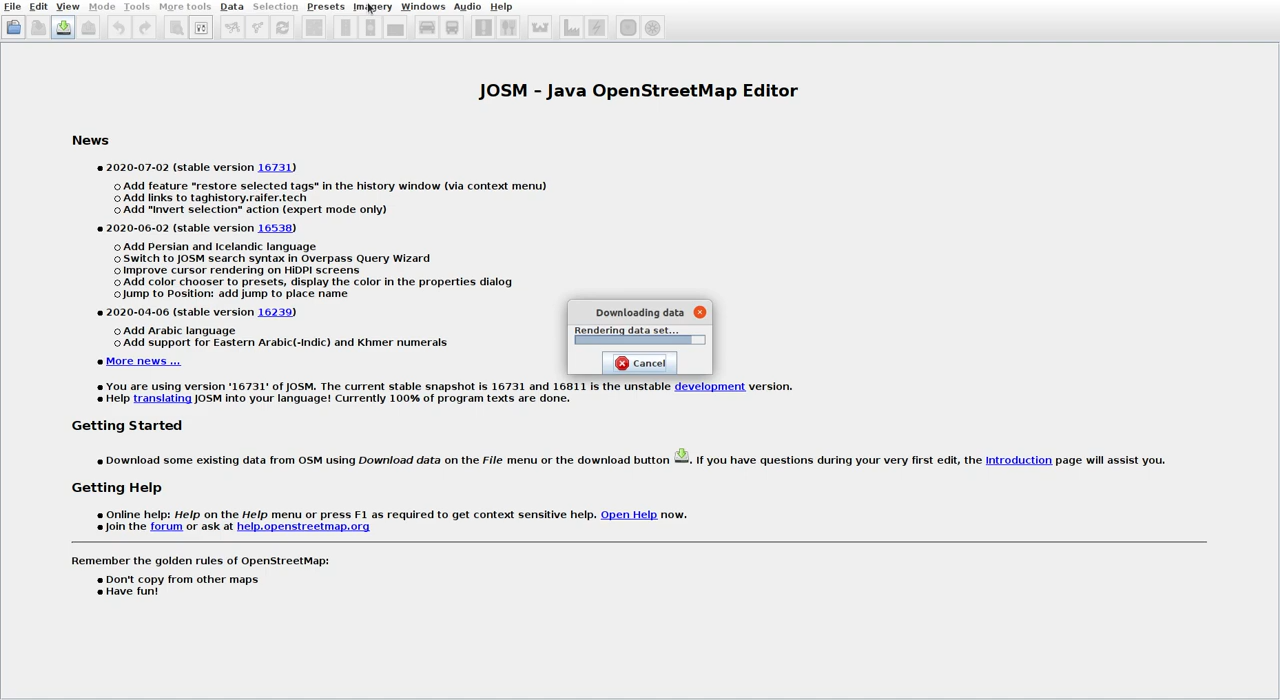 File Edit View Mode Tools More tools Data Selection Presets Imagery Windows Audio Help
JOSM – Java OpenStreetMap Editor
News
2020-07-02 (stable version 16731)
Add feature "restore selected tags" in the history window (via context menu)
Add links to taghistory.raifer.tech
Add "Invert selection" action (expert mode only)
2020-06-02 (stable version 16538)
Add Persian and Icelandic language
Switch to JOSM search syntax in Overpass Query Wizard
Improve cursor rendering on HiDPI screens
Add color chooser to presets, display the color in the properties dialog
Jump to Position: add jump to place name
2020-04-06 (stable version 16239)
Add Arabic language
Add support for Eastern Arabic(-Indic) and Khmer numerals
More news ...
Downloading data
Rendering data set...
Cancel
You are using version '16731' of JOSM. The current stable snapshot is 16731 and 16811 is the unstable development version.
Help translating JOSM into your language! Currently 100% of program texts are done.
Getting Started
Download some existing data from OSM using Download data on the File menu or the download button . If you have questions during your very first edit, the Introduction page will assist you.
Getting Help
Online help: Help on the Help menu or press F1 as required to get context sensitive help. Open Help now.
Join the forum or ask at help.openstreetmap.org
Remember the golden rules of OpenStreetMap:
Don't copy from other maps
Have fun!